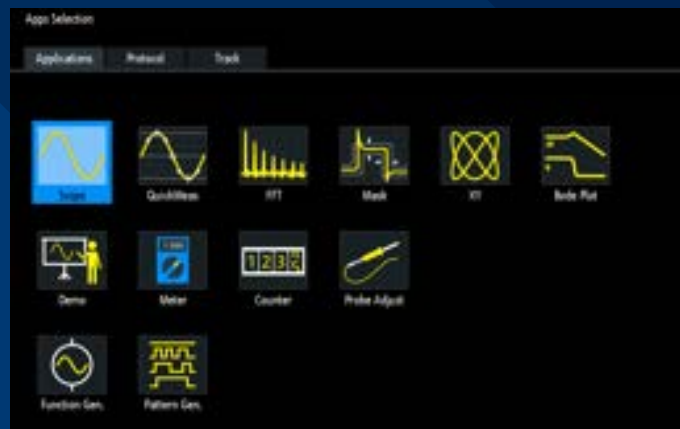 Apps Selection
Applications Protocol Track
Scope QuickMeas FFT Mask XY Bode Plot
Demo Meter Counter Probe Adjust
Function Gen. Pattern Gen.